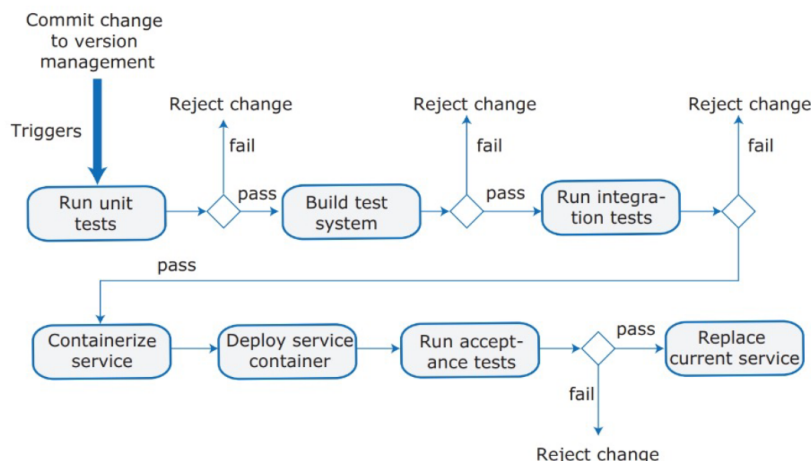 Commit change
to version
management
Triggers
Reject change
Reject change
Reject change
fail
fail
fail
Run unit
tests
pass
Build test
system
pass
Run integra-
tion tests
pass
Containerize
service
Deploy service
container
Run accept-
ance tests
pass
Replace
current service
fail
Reject change